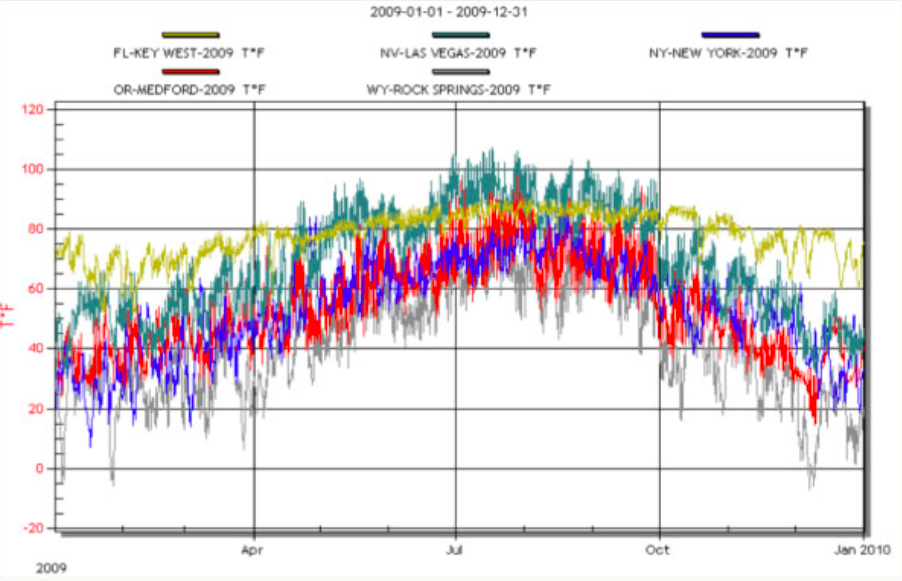 2009-01-01 - 2009-12-31
FL-KEY WEST-2009 T°F
NV-LAS VEGAS-2009 T°F
NY-NEW YORK-2009 T°F
OR-MEDFORD-2009 T°F
WY-ROCK SPRINGS-2009 T°F
120
100
80
60
40
20
0
-20
T°F
Apr
Jul
Oct
Jan 2010
2009